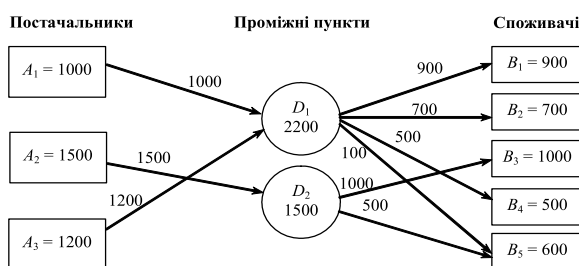 Постачальники Проміжні пункти Споживачі
A1 = 1000
A2 = 1500
A3 = 1200
1000
1500
1200
D1
2200
D2
1500
900
700
500
100
1000
500
B1 = 900
B2 = 700
B3 = 1000
B4 = 500
B5 = 600